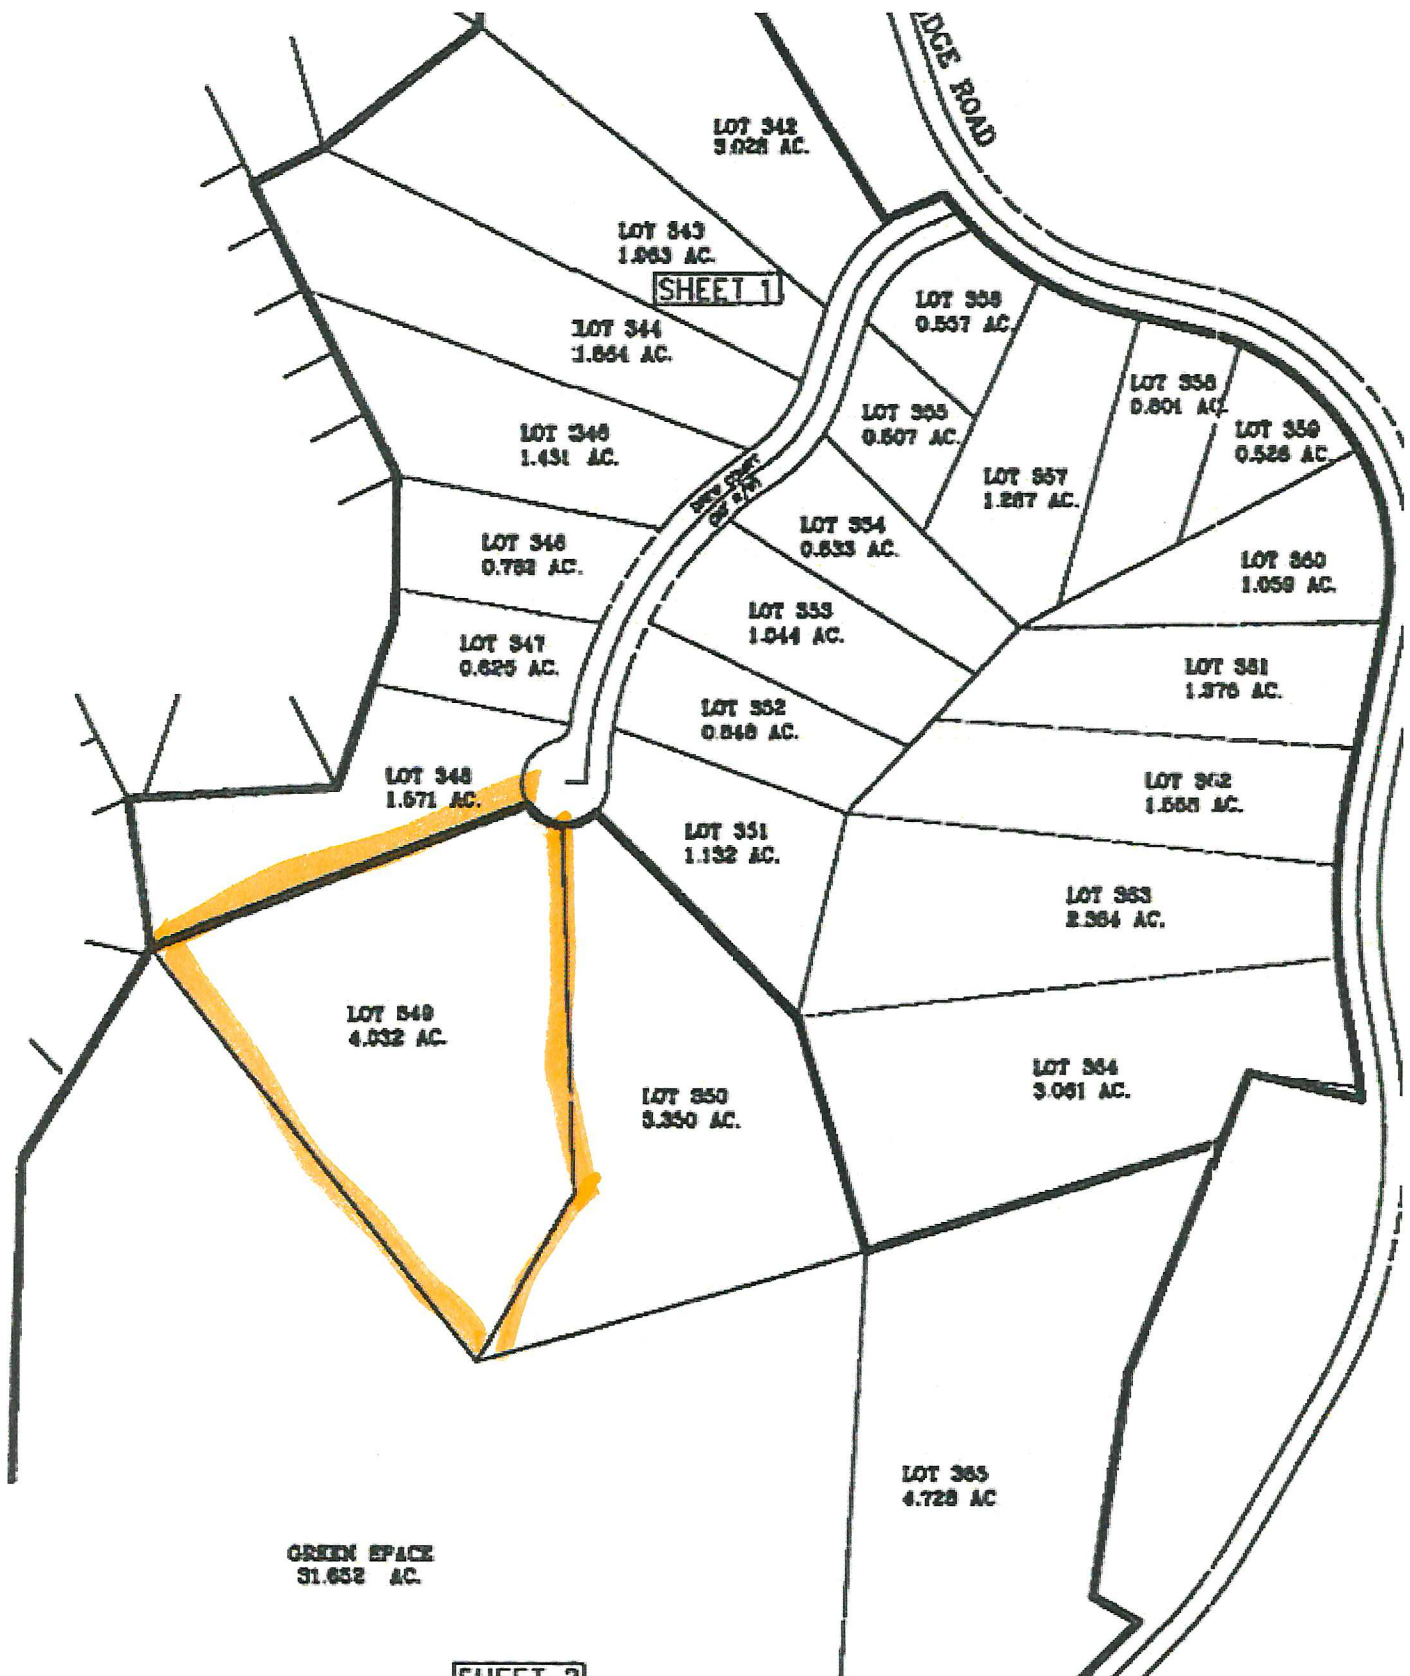 DGE ROAD
LOT 342
3.028 AC.
LOT 343
1.063 AC.
SHEET 1
LOT 344
1.864 AC.
LOT 346
1.431 AC.
LOT 346
0.782 AC.
LOT 347
0.625 AC.
LOT 348
1.671 AC.
LOT 349
4.032 AC.
LOT 350
3.350 AC.
LOT 351
1.132 AC.
LOT 352
0.848 AC.
LOT 353
1.044 AC.
LOT 354
0.633 AC.
LOT 355
0.607 AC.
LOT 356
0.557 AC.
LOT 357
1.267 AC.
LOT 358
0.801 AC.
LOT 359
0.526 AC.
LOT 360
1.059 AC.
LOT 361
1.376 AC.
LOT 362
AC.
LOT 363
2.364 AC.
LOT 364
3.061 AC.
LOT 365
4.728 AC
GREEN SPACE
31.652 AC.
SHEET 2